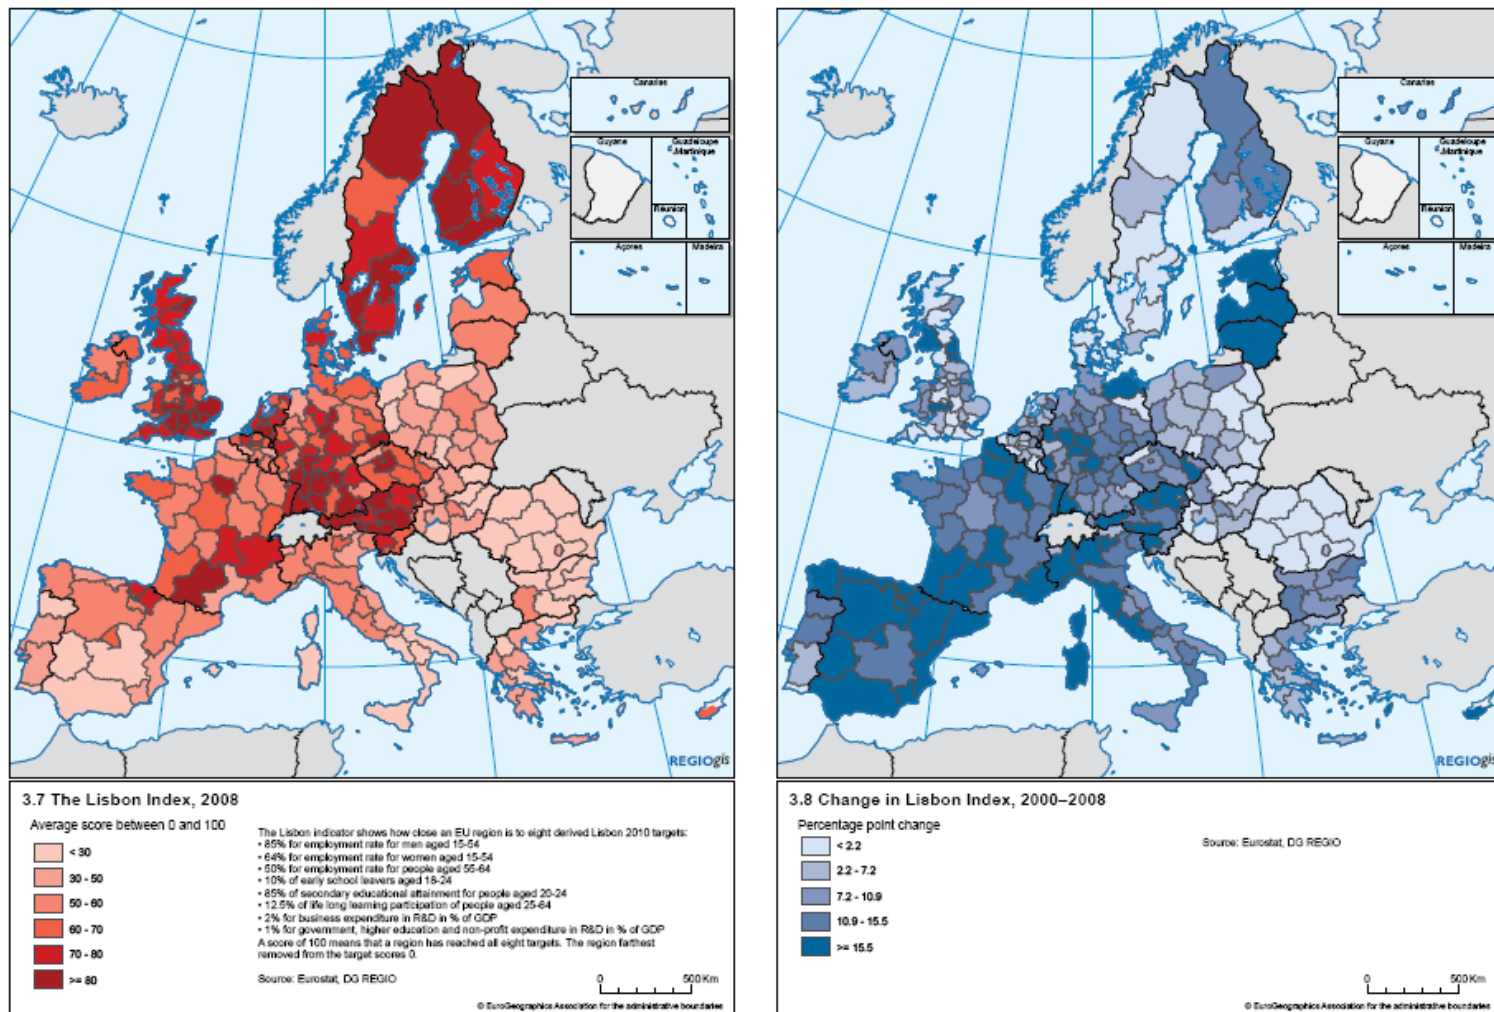 Canarias
Guyane
Guadeloupe
Martinique
Réunion
Açores
Madeira
REGIOgis
3.7 The Lisbon Index, 2008
Average score between 0 and 100
< 30
30 - 50
50 - 60
60 - 70
70 - 80
>= 80
The Lisbon indicator shows how close an EU region is to eight derived Lisbon 2010 targets:
• 85% for employment rate for men aged 15-54
• 64% for employment rate for women aged 15-54
• 50% for employment rate for people aged 55-64
• 10% of early school leavers aged 18-24
• 85% of secondary educational attainment for people aged 20-24
• 12.5% of life long learning participation of people aged 25-64
• 2% for business expenditure in R&D in % of GDP
• 1% for government, higher education and non-profit expenditure in R&D in % of GDP
A score of 100 means that a region has reached all eight targets. The region farthest
removed from the target scores 0.
Source: Eurostat, DG REGIO
0 500 Km
© EuroGeographics Association for the administrative boundaries
Canarias
Guyane
Guadeloupe
Martinique
Réunion
Açores
Madeira
REGIOgis
3.8 Change in Lisbon Index, 2000–2008
Percentage point change
< 2.2
2.2 - 7.2
7.2 - 10.9
10.9 - 15.5
>= 15.5
Source: Eurostat, DG REGIO
0 500 Km
© EuroGeographics Association for the administrative boundaries